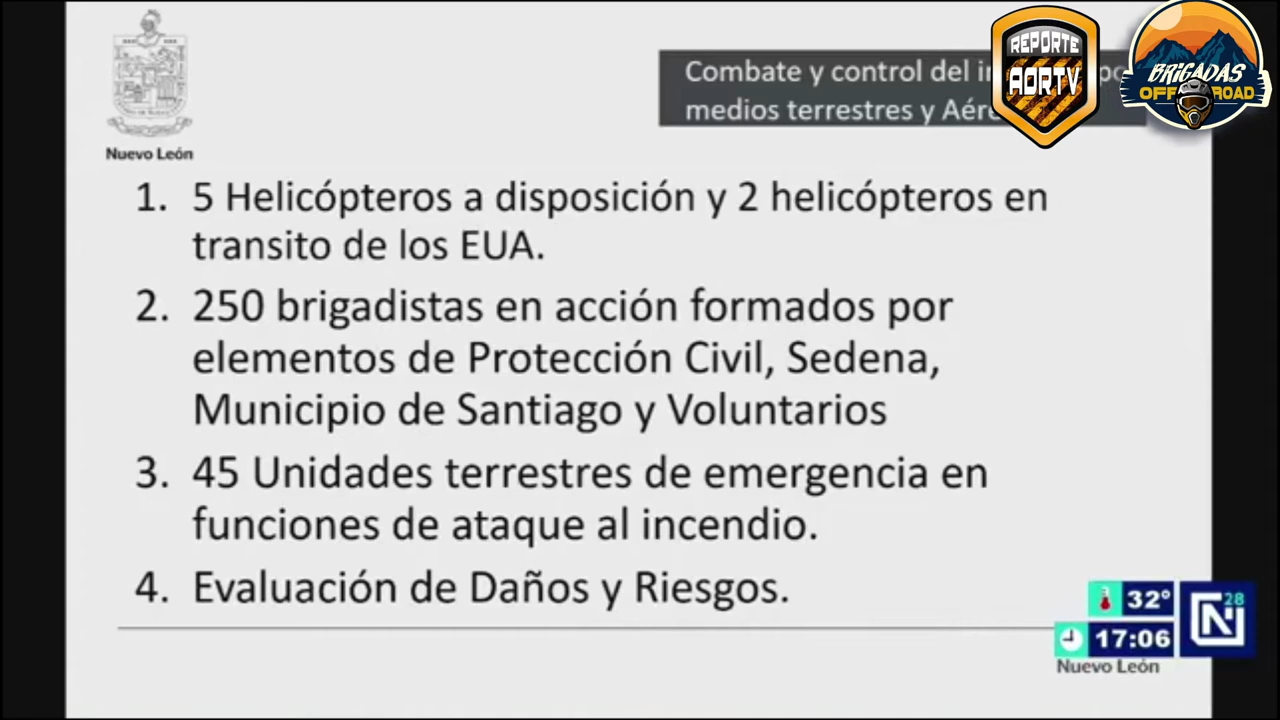 Nuevo León
Combate y control del
medios terrestres y
REPORTE
AORTV
BRIGADAS
OFF ROAD
1. 5 Helicópteros a disposición y 2 helicópteros en
transito de los EUA.
2. 250 brigadistas en acción formados por
elementos de Protección Civil, Sedena,
Municipio de Santiago y Voluntarios
3. 45 Unidades terrestres de emergencia en
funciones de ataque al incendio.
4. Evaluación de Daños y Riesgos.
32°
28
N
17:06
Nuevo León